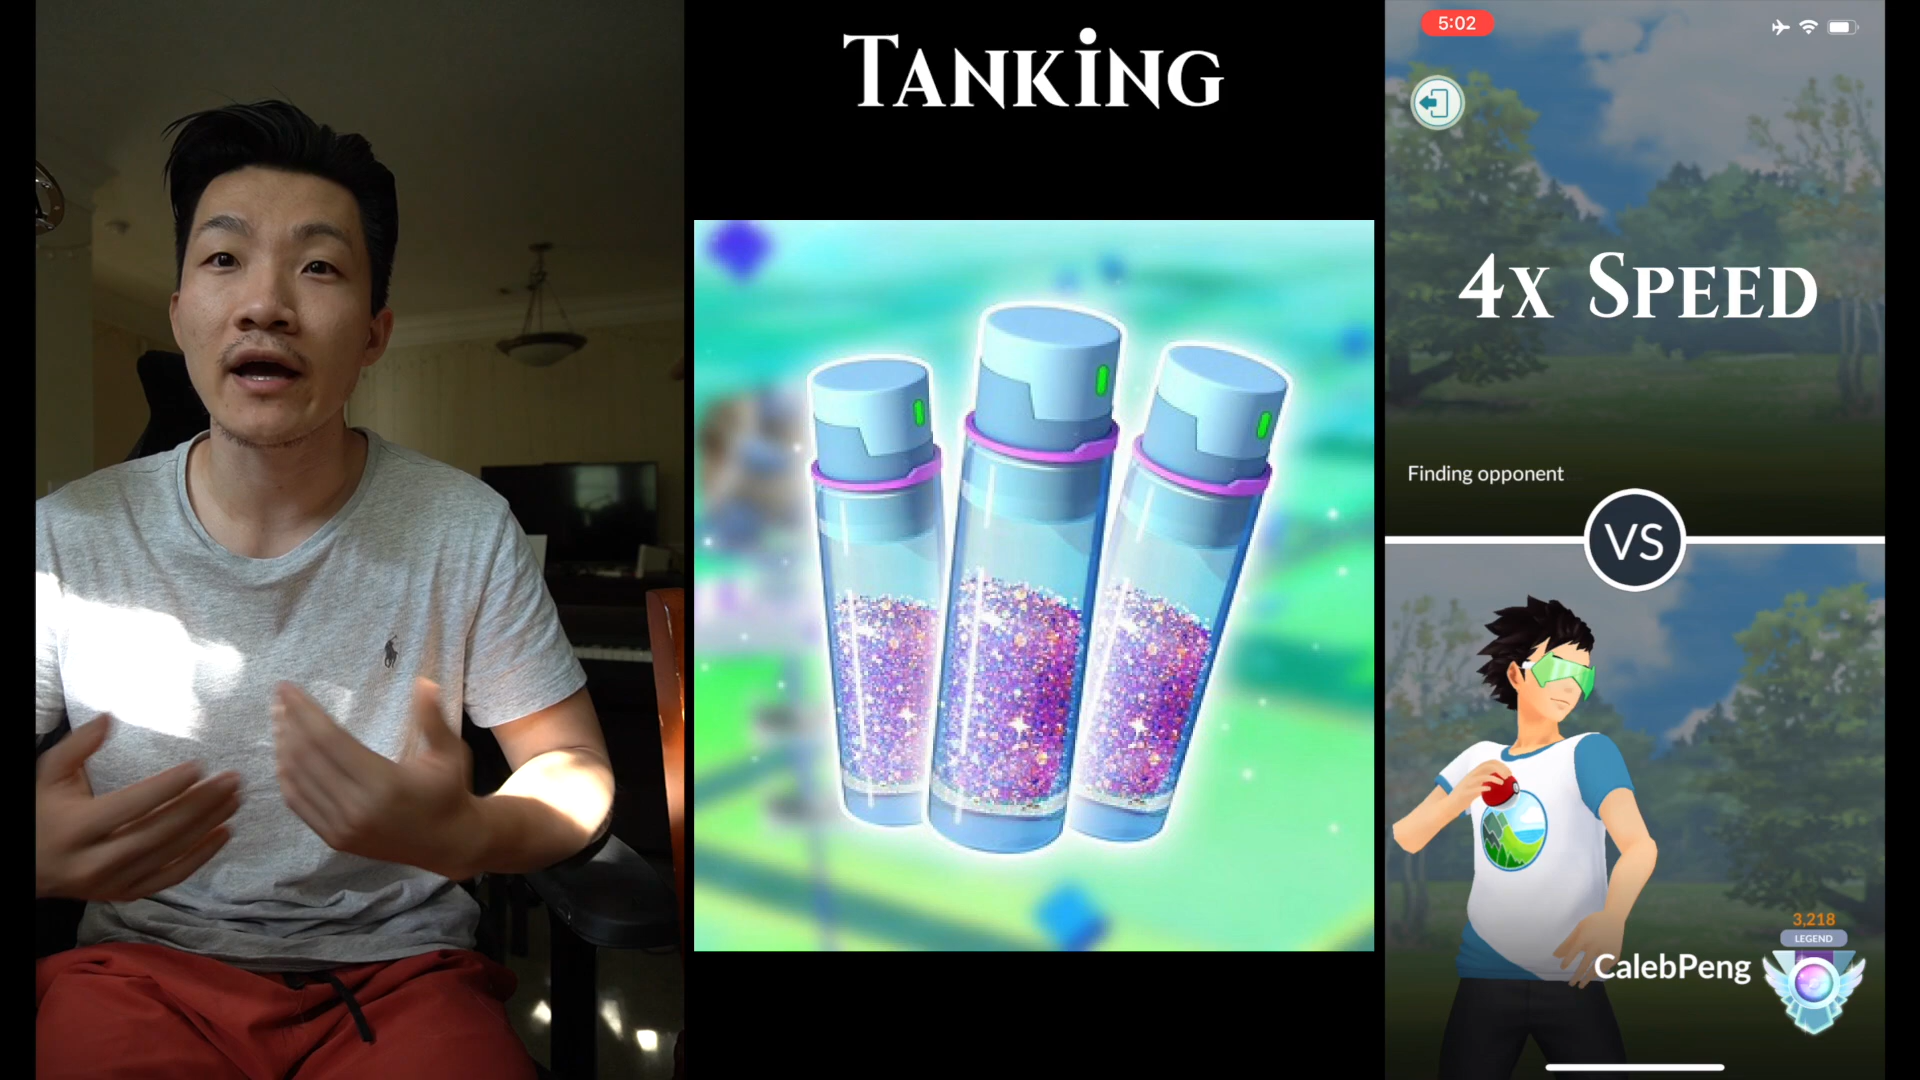 TANKING
5:02
4X SPEED
Finding opponent
VS
3,218
LEGEND
CalebPeng